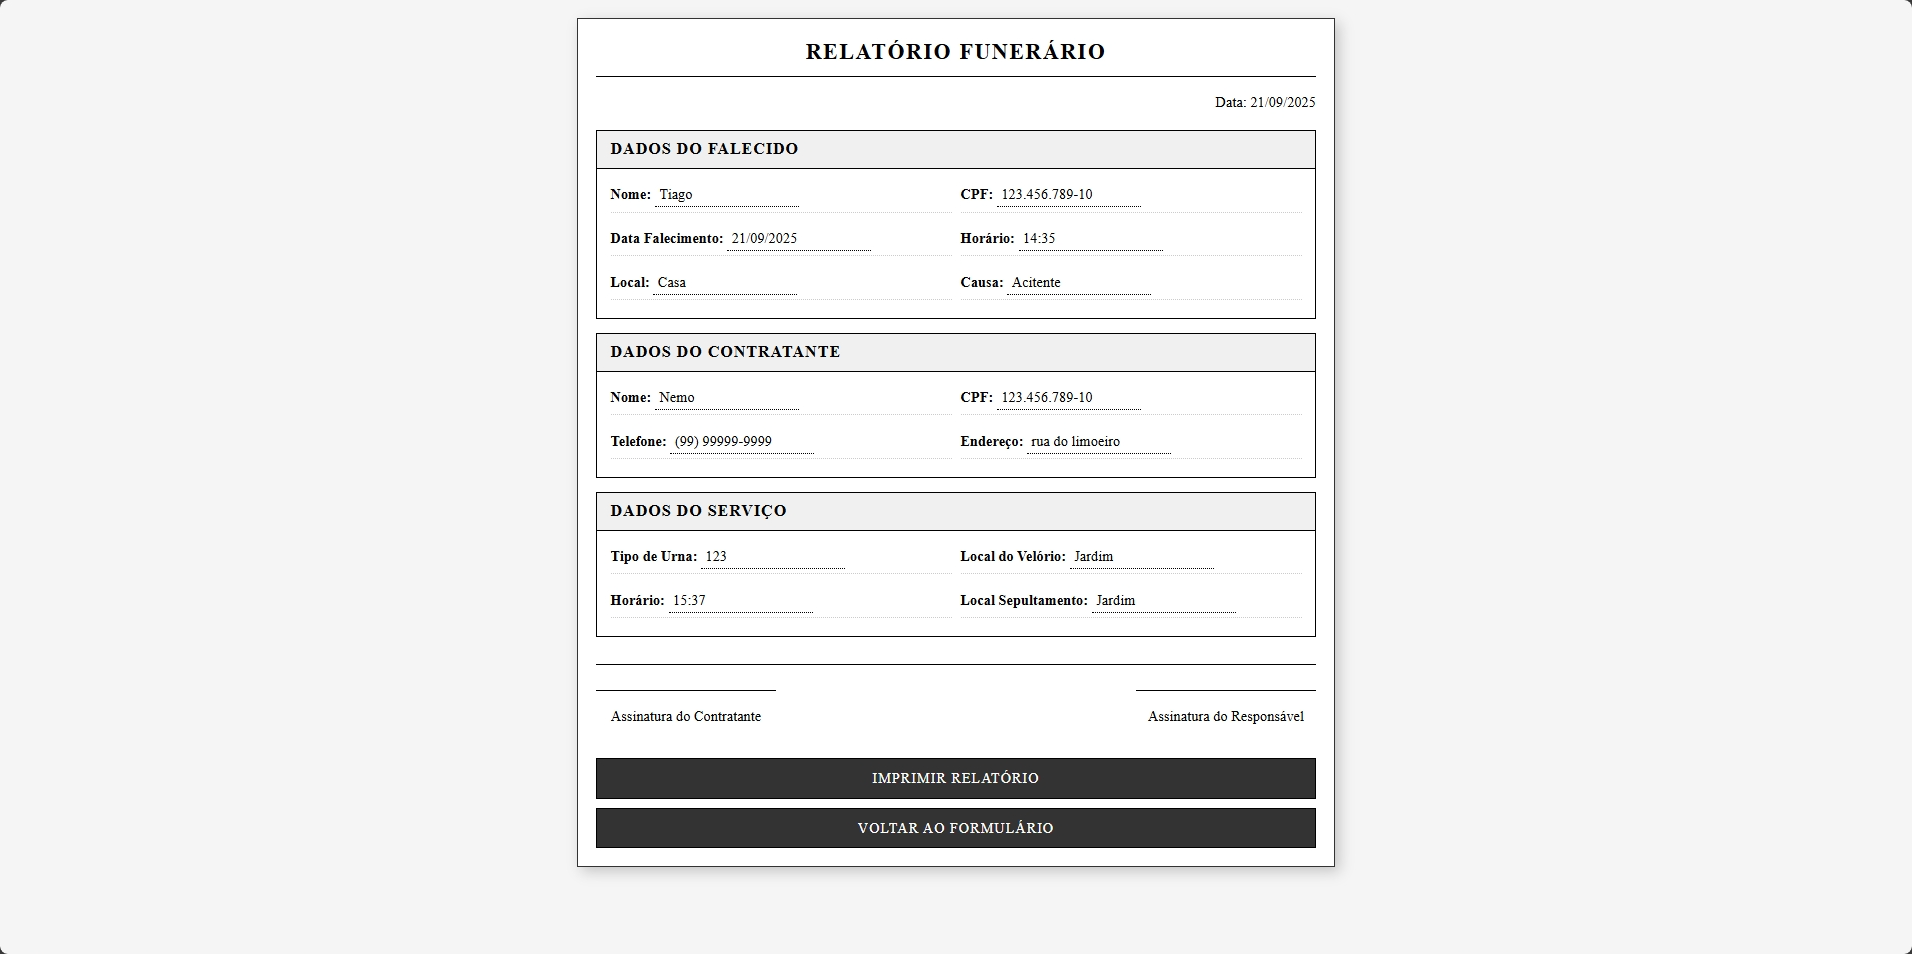 RELATÓRIO FUNERÁRIO
Data: 21/09/2025
DADOS DO FALECIDO
Nome: Tiago CPF: 123.456.789-10
Data Falecimento: 21/09/2025 Horário: 14:35
Local: Casa Causa: Acitente
DADOS DO CONTRATANTE
Nome: Nemo CPF: 123.456.789-10
Telefone: (99) 99999-9999 Endereço: rua do limoeiro
DADOS DO SERVIÇO
Tipo de Urna: 123 Local do Velório: Jardim
Horário: 15:37 Local Sepultamento: Jardim
Assinatura do Contratante Assinatura do Responsável
IMPRIMIR RELATÓRIO
VOLTAR AO FORMULÁRIO